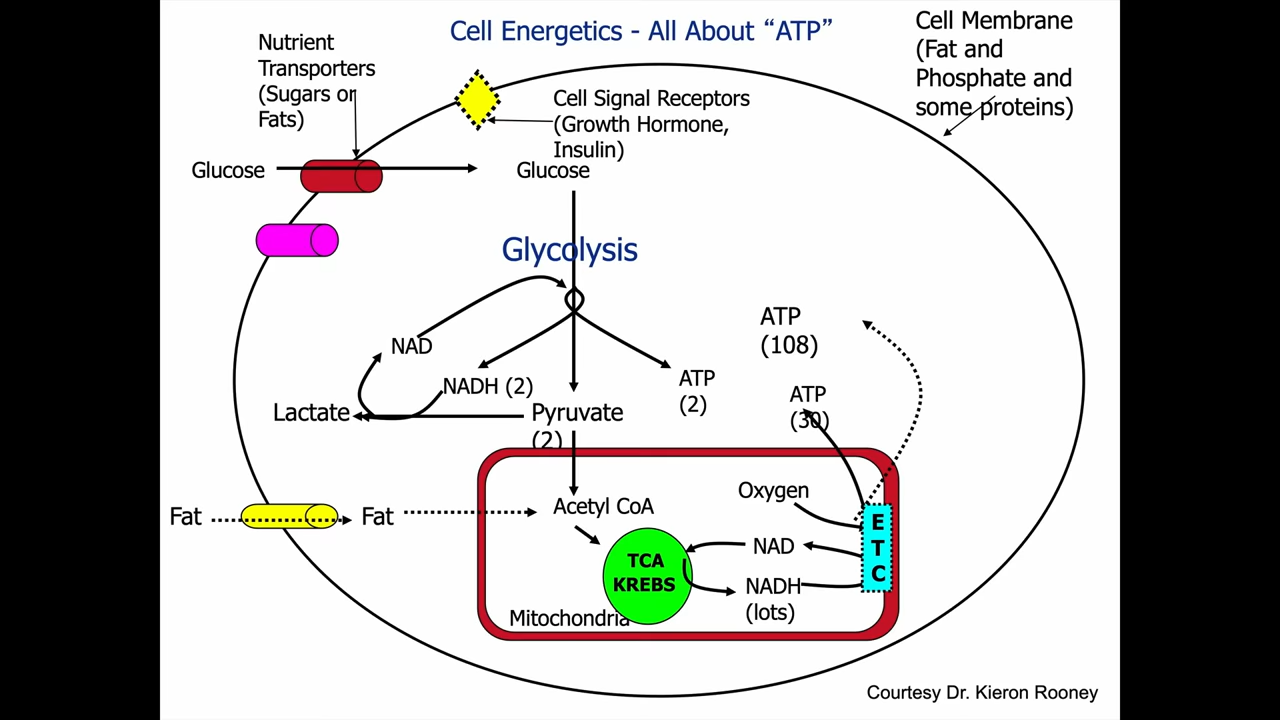 Cell Energetics - All About “ATP”
Cell Membrane
(Fat and
Phosphate and
some proteins)
Nutrient
Transporters
(Sugars or
Fats)
Cell Signal Receptors
(Growth Hormone,
Insulin)
Glucose
Glucose
Glycolysis
NAD
NADH (2)
ATP
(2)
ATP
(108)
ATP
(30)
Lactate
Pyruvate
(2)
Fat
Fat
Acetyl CoA
Oxygen
E
T
C
TCA
KREBS
NAD
NADH
(lots)
Mitochondria
Courtesy Dr. Kieron Rooney